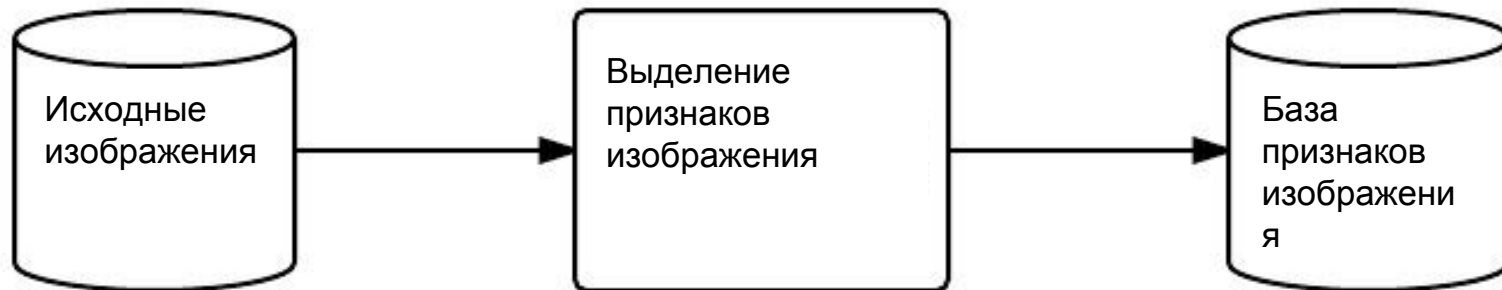 Исходные
изображения
Выделение
признаков
изображения
База
признаков
изображени
я